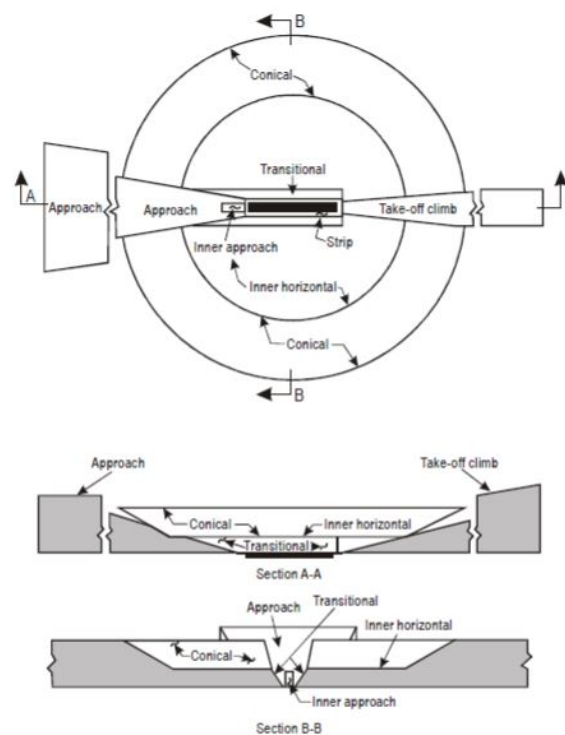 B
Conical
Transitional
A
Approach
Approach
Take-off climb
Inner approach
Strip
Inner horizontal
Conical
B
Approach
Take-off climb
Conical
Inner horizontal
Transitional
Section A-A
Approach
Transitional
Inner horizontal
Conical
Inner approach
Section B-B